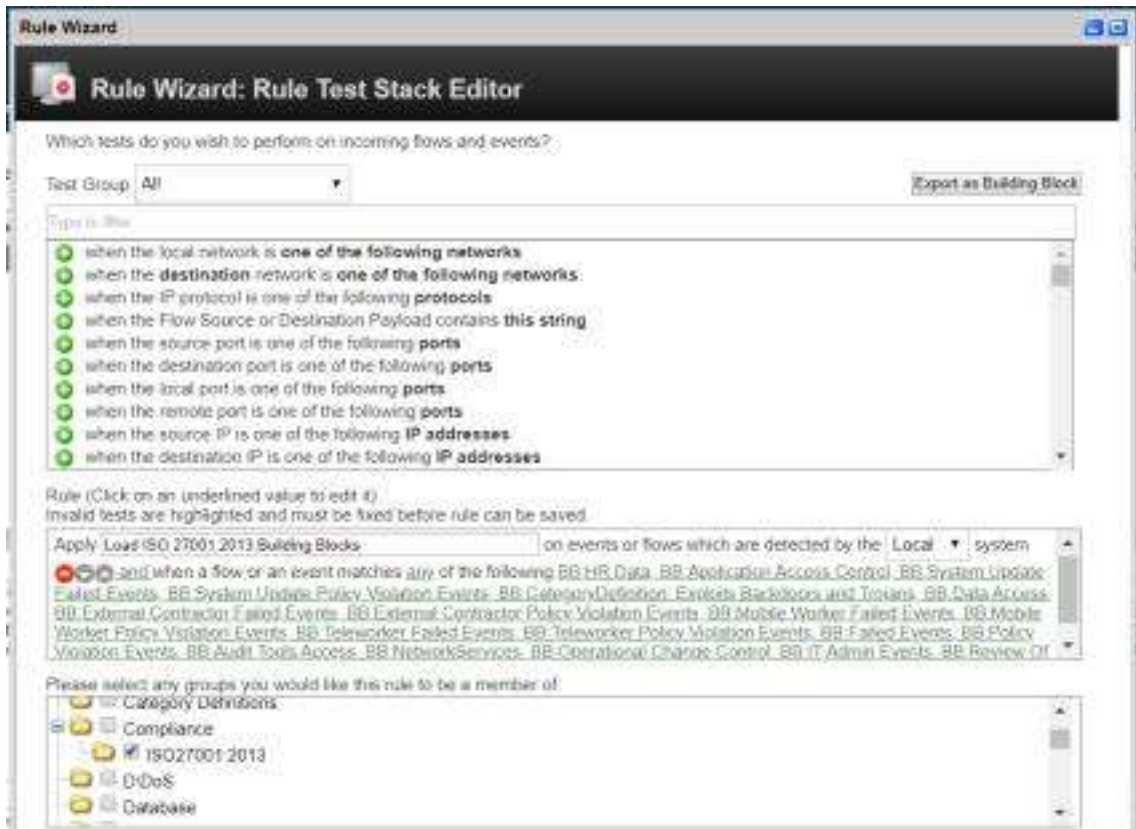 Rule Wizard
Rule Wizard: Rule Test Stack Editor
Which tests do you wish to perform on incoming flows and events?
Test Group All
Export as Building Block
Type to filter
when the local network is one of the following networks
when the destination network is one of the following networks
when the IP protocol is one of the following protocols
when the Flow Source or Destination Payload contains this string
when the source port is one of the following ports
when the destination port is one of the following ports
when the local port is one of the following ports
when the remote port is one of the following ports
when the source IP is one of the following IP addresses
when the destination IP is one of the following IP addresses
Rule (Click on an underlined value to edit it)
Invalid tests are highlighted and must be fixed before rule can be saved.
Apply Load ISO 27001:2013 Building Blocks on events or flows which are detected by the Local system
and when a flow or an event matches any of the following BB:HR Data, BB:Application Access Control, BB:System Update
Failed Events, BB:System Update Policy Violation Events, BB:CategoryDefinition: Exploits Backdoors and Trojans, BB:Data Access,
BB:External Contractor Failed Events, BB:External Contractor Policy Violation Events, BB:Mobile Worker Failed Events, BB:Mobile
Worker Policy Violation Events, BB:Teleworker Failed Events, BB:Teleworker Policy Violation Events, BB:Failed Events, BB:Policy
Violation Events, BB:Audit Tools Access, BB:NetworkServices, BB:Operational Change Control, BB:IT Admin Events, BB:Review Of
Please select any groups you would like this rule to be a member of:
Category Definitions
Compliance
ISO27001:2013
D\DoS
Database